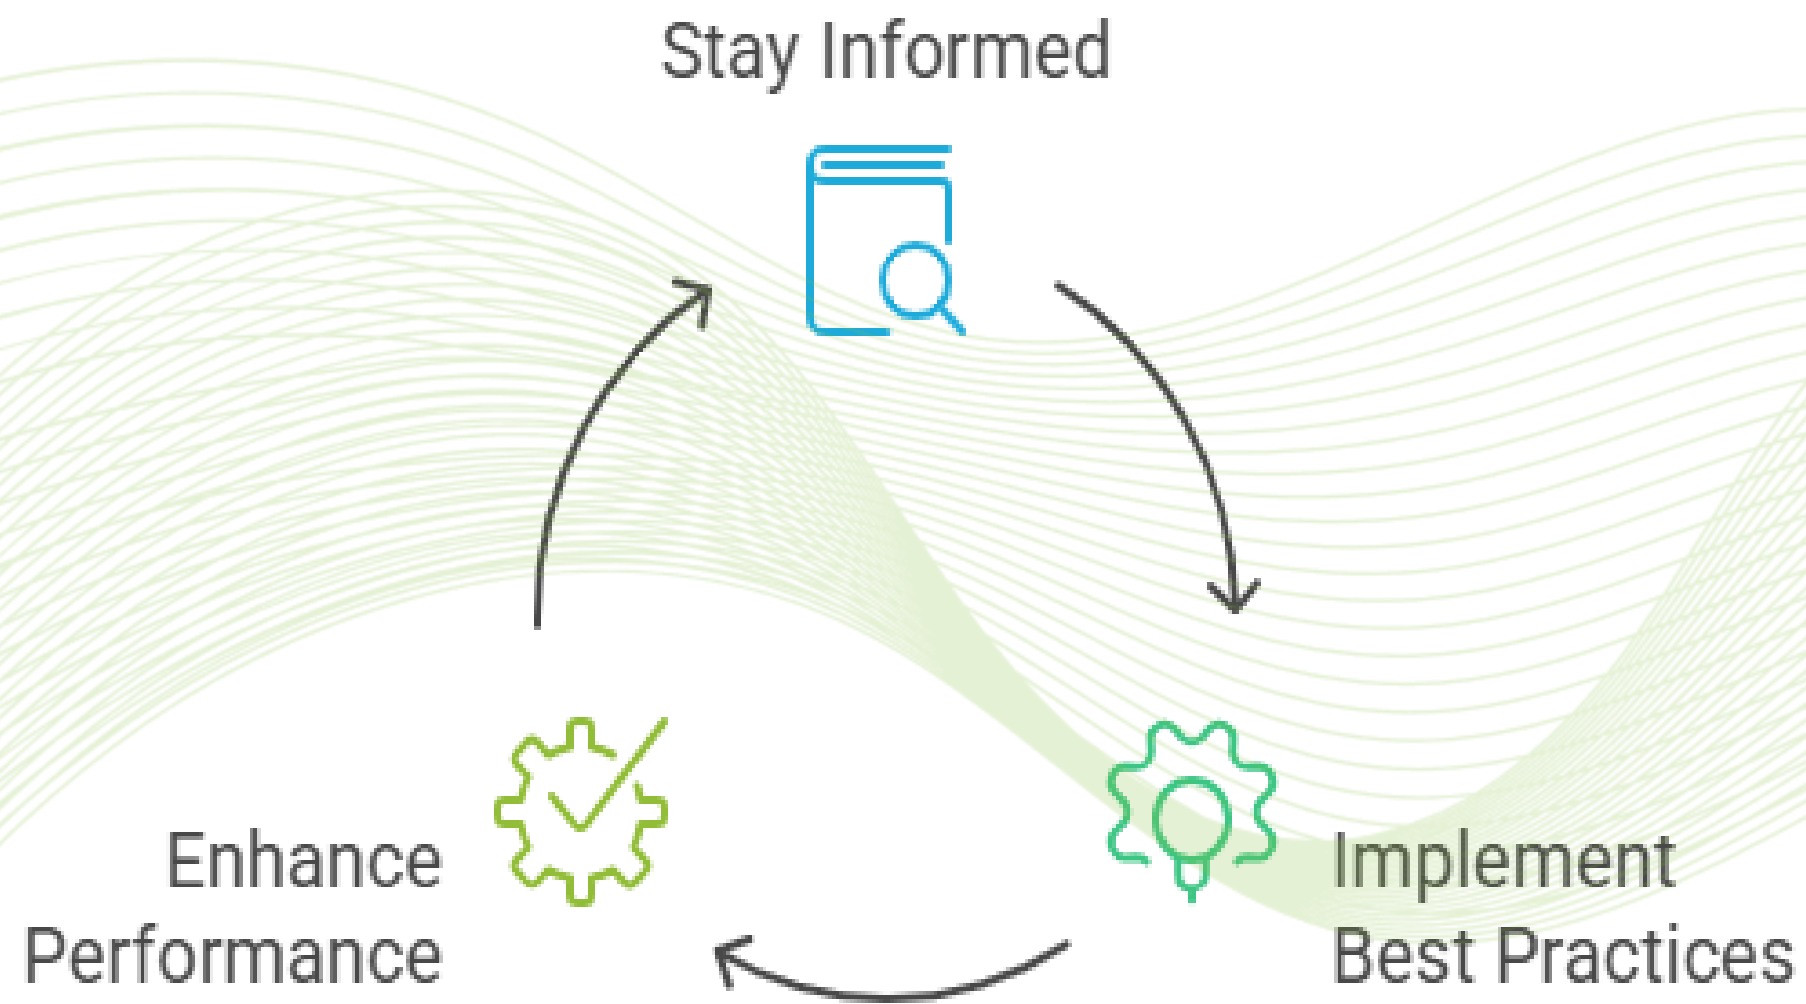 Stay Informed
Enhance
Performance
Implement
Best Practices